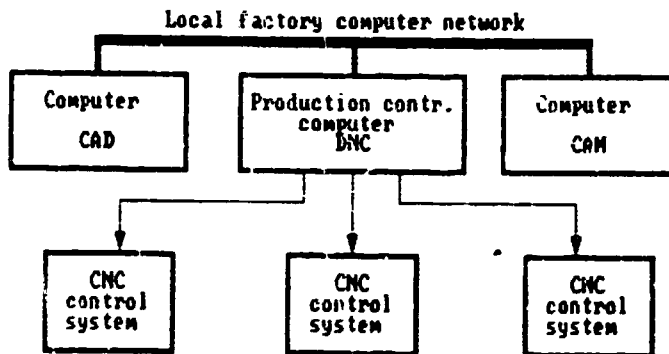 Local factory computer network
Computer
CAD
Production contr.
computer
DNC
Computer
CAM
CNC
control
system
CNC
control
system
CNC
control
system